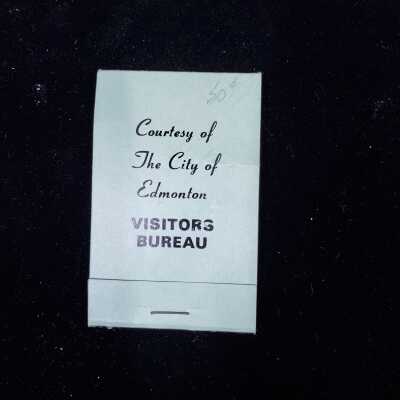 50¢
Courtesy of
The City of
Edmonton
VISITORS
BUREAU